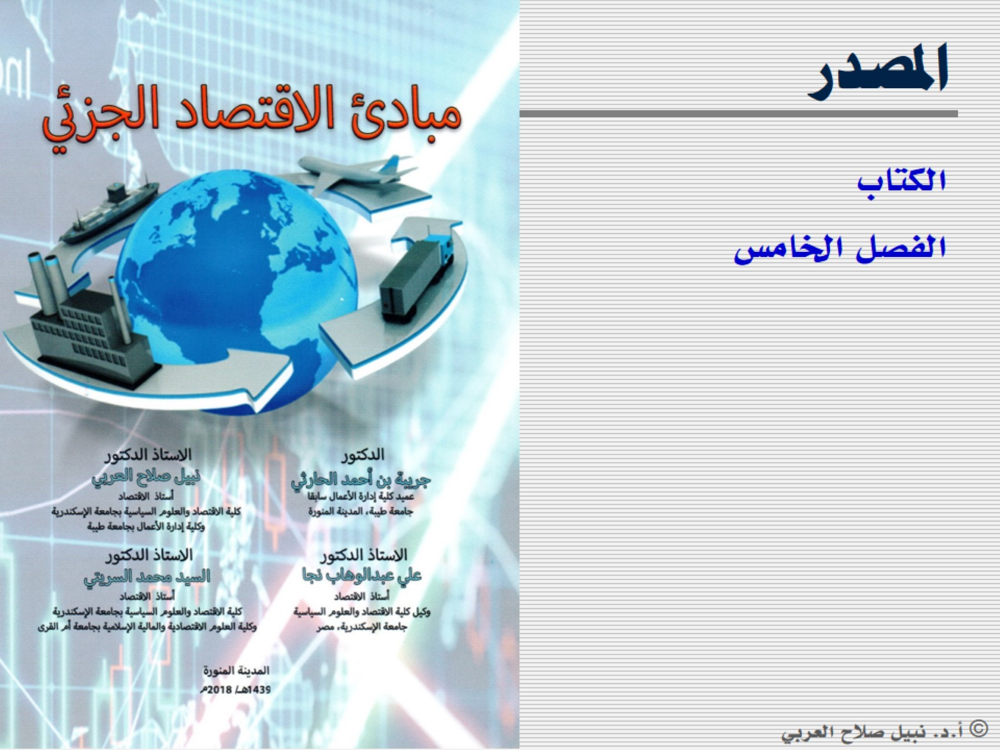 المصدر
الكتاب
الفصل الخامس
مبادئ الاقتصاد الجزئي
الدكتور
جريبة بن أحمد الحارثي
عميد كلية إدارة الأعمال سابقا
جامعة طيبة، المدينة المنورة
الاستاذ الدكتور
نبيل صلاح العربي
أستاذ الاقتصاد
كلية الاقتصاد والعلوم السياسية بجامعة الإسكندرية
وكلية إدارة الأعمال بجامعة طيبة
الاستاذ الدكتور
علي عبدالوهاب نجا
أستاذ الاقتصاد
وكيل كلية الاقتصاد والعلوم السياسية
جامعة الإسكندرية، مصر
الاستاذ الدكتور
السيد محمد السريتي
أستاذ الاقتصاد
كلية الاقتصاد والعلوم السياسية بجامعة الإسكندرية
وكلية العلوم الاقتصادية والمالية الإسلامية بجامعة أم القرى
المدينة المنورة
1439هـ/ 2018م
© أ.د. نبيل صلاح العربي